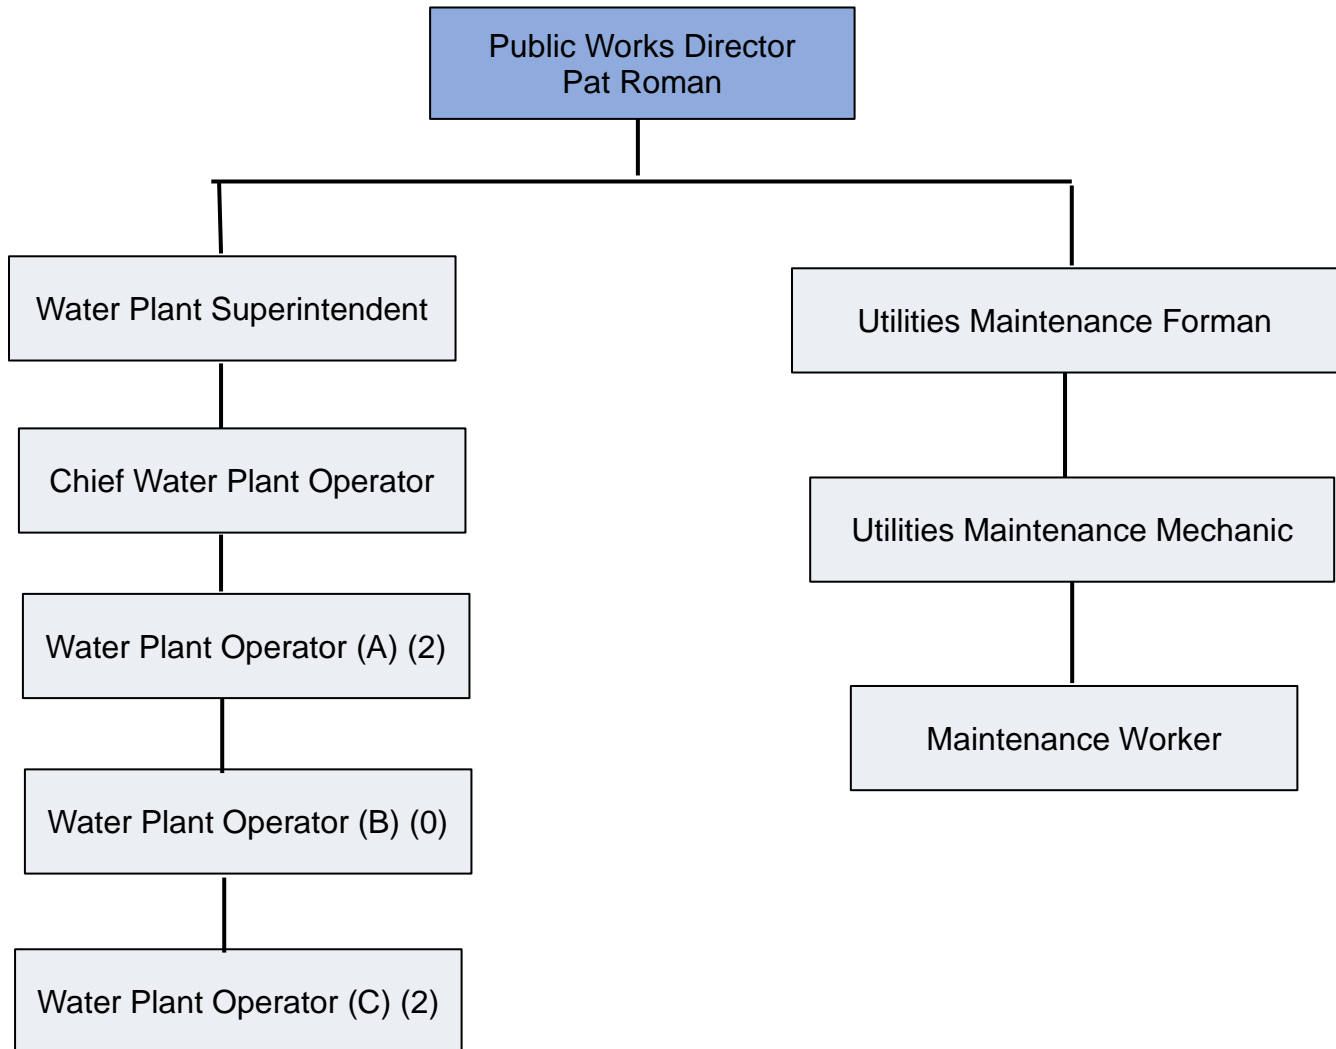 Public Works Director
Pat Roman
Water Plant Superintendent
Utilities Maintenance Forman
Chief Water Plant Operator
Utilities Maintenance Mechanic
Water Plant Operator (A) (2)
Maintenance Worker
Water Plant Operator (B) (0)
Water Plant Operator (C) (2)